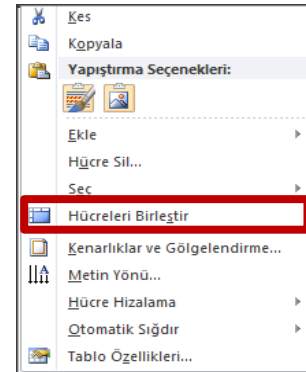 Kes
Kopyala
Yapıştırma Seçenekleri:
Ekle
Hücre Sil...
Seç
Hücreleri Birleştir
Kenarlıklar ve Gölgelendirme...
Metin Yönü...
Hücre Hizalama
Otomatik Sığdır
Tablo Özellikleri...